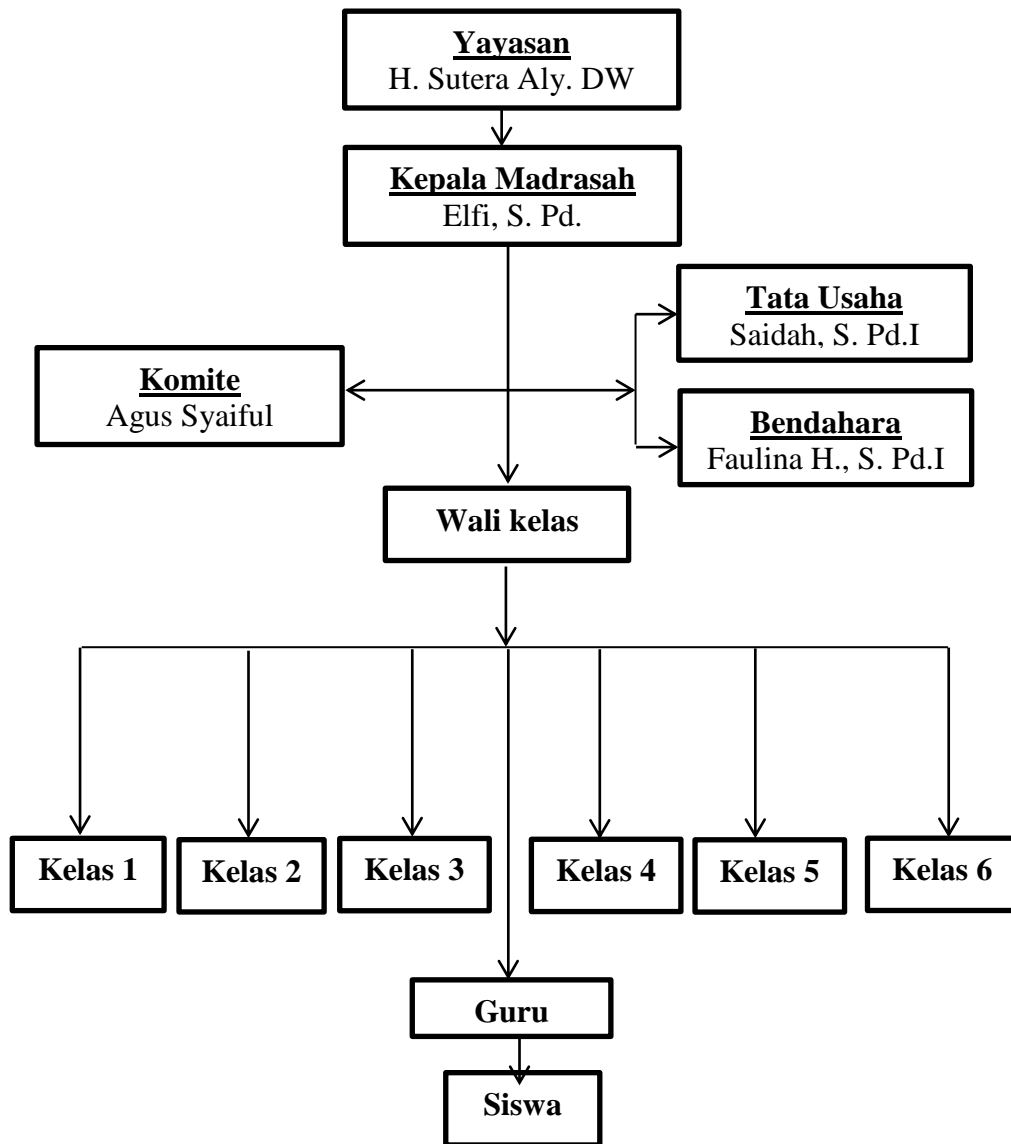 Yayasan
H. Sutera Aly. DW
Kepala Madrasah
Elfi, S. Pd.
Tata Usaha
Saidah, S. Pd.I
Komite
Agus Syaiful
Bendahara
Faulina H., S. Pd.I
Wali kelas
Kelas 1
Kelas 2
Kelas 3
Kelas 4
Kelas 5
Kelas 6
Guru
Siswa